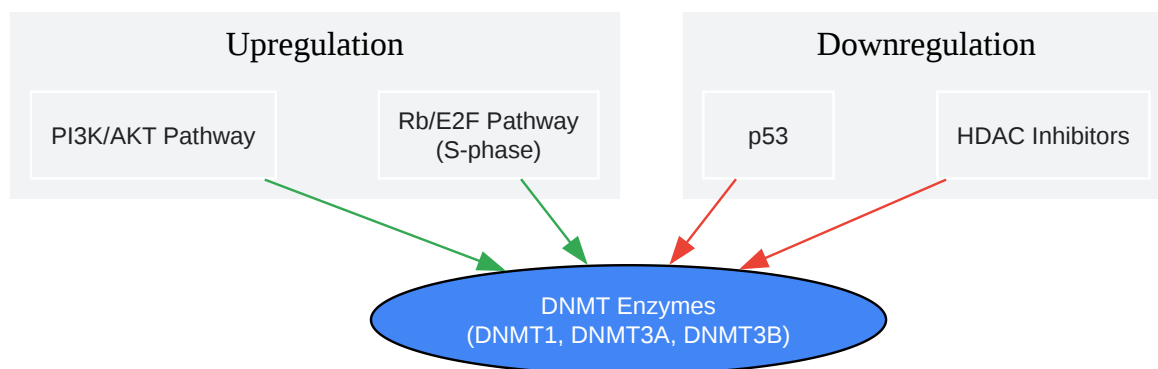 Upregulation
Downregulation
PI3K/AKT Pathway
Rb/E2F Pathway
(S-phase)
p53
HDAC Inhibitors
DNMT Enzymes
(DNMT1, DNMT3A, DNMT3B)